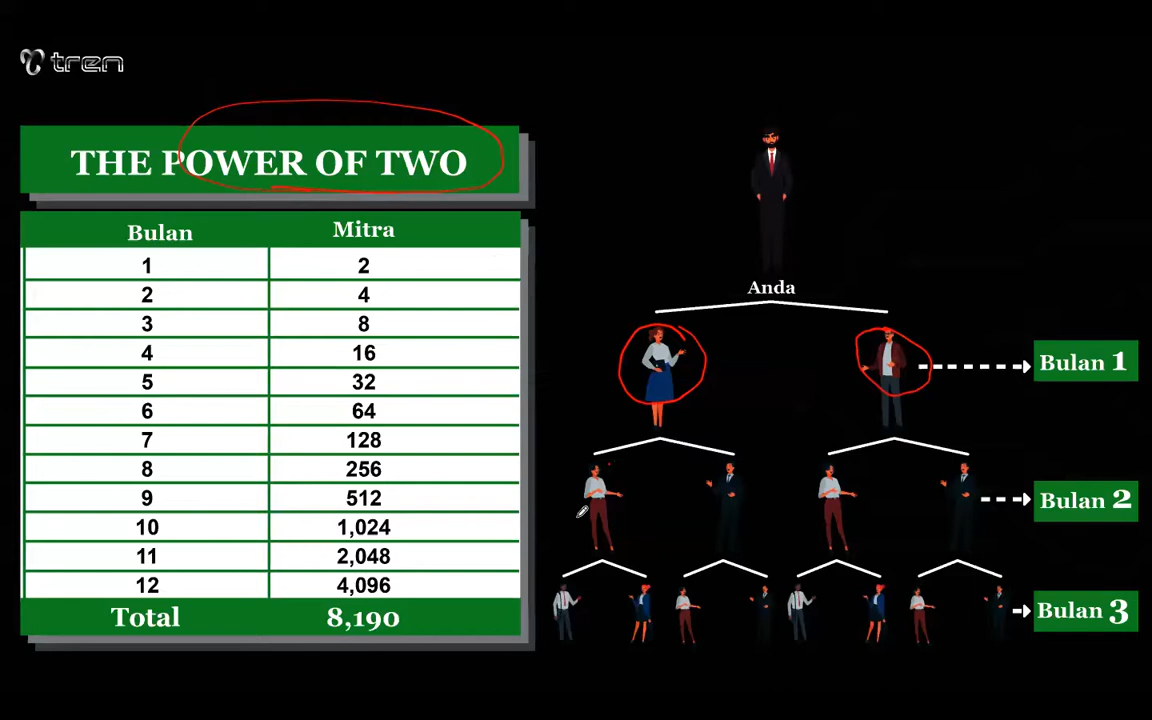 tren
THE POWER OF TWO
Bulan Mitra
1 2
2 4
3 8
4 16
5 32
6 64
7 128
8 256
9 512
10 1,024
11 2,048
12 4,096
Total 8,190
Anda
Bulan 1
Bulan 2
Bulan 3